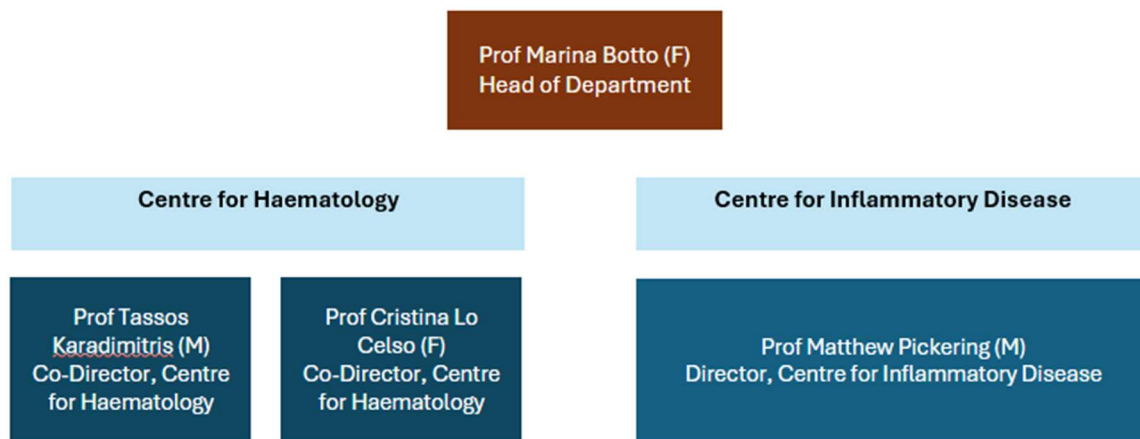 Prof Marina Botto (F)
Head of Department
Centre for Haematology
Centre for Inflammatory Disease
Prof Tassos
Karadimitris (M)
Co-Director, Centre
for Haematology
Prof Cristina Lo
Celso (F)
Co-Director, Centre
for Haematology
Prof Matthew Pickering (M)
Director, Centre for Inflammatory Disease